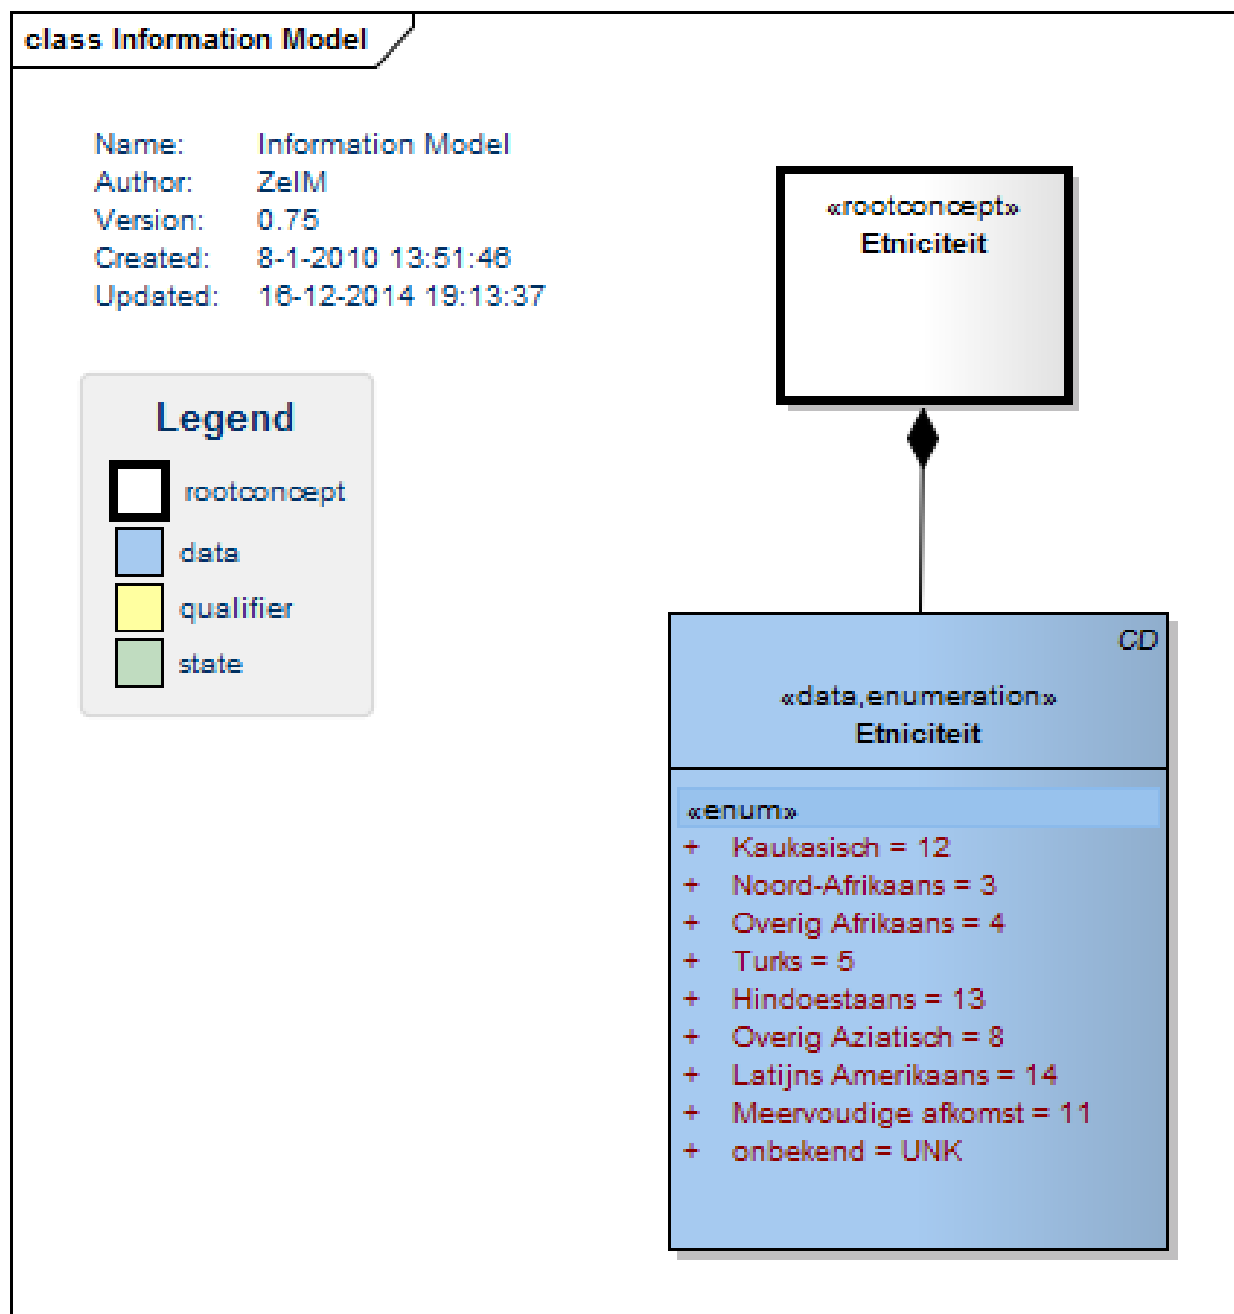 class Information Model
Name: Information Model
Author: ZeIM
Version: 0.75
Created: 8-1-2010 13:51:46
Updated: 16-12-2014 19:13:37
Legend
rootconcept
data
qualifier
state
«rootconcept»
Etniciteit
CD
«data,enumeration»
Etniciteit
«enum»
+ Kaukasisch = 12
+ Noord-Afrikaans = 3
+ Overig Afrikaans = 4
+ Turks = 5
+ Hindoestaans = 13
+ Overig Aziatisch = 8
+ Latijns Amerikaans = 14
+ Meervoudige afkomst = 11
+ onbekend = UNK